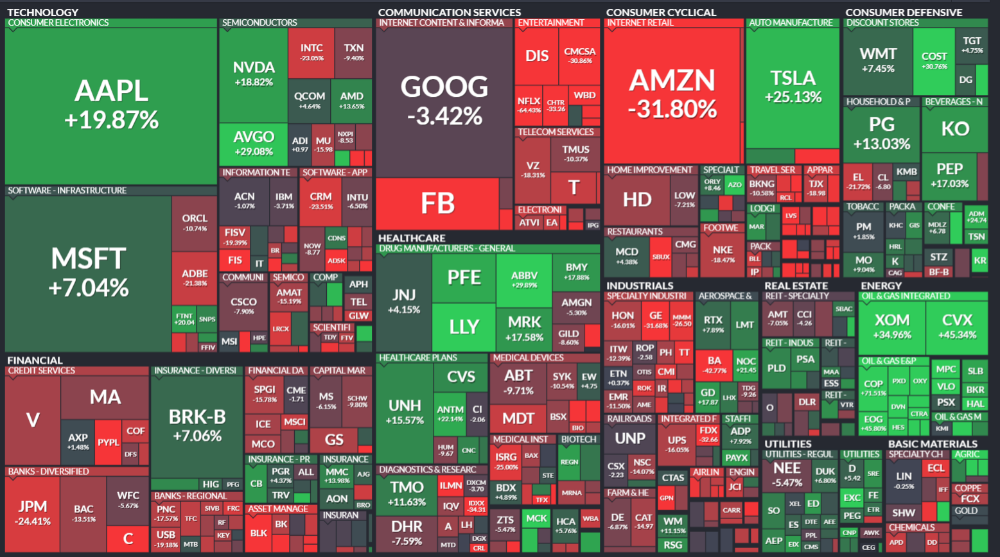 TECHNOLOGY
CONSUMER ELECTRONICS
AAPL
+19.87%
SEMICONDUCTORS
NVDA
+18.82%
INTC
-23.05%
TXN
-9.40%
QCOM
+4.64%
AMD
+13.65%
AVGO
+29.08%
ADI
+0.97
MU
-15.98
NXPI
-8.53
SOFTWARE - INFRASTRUCTURE
MSFT
+7.04%
ORCL
-10.74%
ADBE
-21.38%
FTNT
+20.04
SNPS
FFIV
INFORMATION TE
ACN
-1.07%
IBM
-3.71%
FISV
-19.39%
FIS
IT
BR
SOFTWARE - APP
CRM
-23.51%
INTU
-6.50%
NOW
-8.77
CDNS
ADSK
COMMUNI
CSCO
-7.90%
MSI
HPE
SEMICO
AMAT
-15.19%
LRCX
COMP
APH
TEL
GLW
SCIENTIFI
TDY
FTV
COMMUNICATION SERVICES
INTERNET CONTENT & INFORMA
GOOG
-3.42%
FB
ENTERTAINMENT
DIS
CMCSA
-30.86%
NFLX
-64.43%
CHTR
-33.26
WBD
TELECOM SERVICES
VZ
-18.31%
TMUS
-10.37%
T
ELECTRONI
ATVI
EA
IPG
CONSUMER CYCLICAL
INTERNET RETAIL
AMZN
-31.80%
AUTO MANUFACTURE
TSLA
+25.13%
HOME IMPROVEMENT
HD
LOW
-7.21%
SPECIALT
ORLY
+8.46
AZO
TRAVEL SER
BKNG
-10.58%
RCL
APPAR
TJX
-18.98
LODGI
MAR
LVS
RESTAURANTS
MCD
+4.38%
SBUX
CMG
FOOTWE
NKE
-18.47%
PACK
BLL
IP
CONSUMER DEFENSIVE
DISCOUNT STORES
WMT
+7.45%
COST
+30.76%
TGT
+4.75%
DG
HOUSEHOLD & P
PG
+13.03%
EL
-21.72%
CL
-6.80
KMB
BEVERAGES - N
KO
PEP
+17.03%
TOBACC
PM
+1.85%
MO
+9.04%
PACKA
KHC
GIS
HRL
K
CAG
CONFE
MDLZ
+6.78
ADM
+24.74
TSN
STZ
BF-B
KR
HEALTHCARE
DRUG MANUFACTURERS - GENERAL
JNJ
+4.15%
PFE
LLY
ABBV
+29.89%
MRK
+17.58%
BMY
+17.88%
AMGN
-5.30%
GILD
-8.60%
HEALTHCARE PLANS
UNH
+15.57%
CVS
ANTM
+22.14%
CI
-2.06
HUM
-9.67
CNC
MEDICAL DEVICES
ABT
-9.71%
SYK
-10.54%
EW
+4.75
MDT
BSX
BIO
DIAGNOSTICS & RESEARC
TMO
+11.63%
DHR
-7.59%
ILMN
DXCM
-3.70
IQV
IDXX
-34.31
A
LH
MTD
DGX
CRL
MEDICAL INST
ISRG
-25.00%
BAX
STE
BDX
+4.89%
TFX
BIOTECH
REGN
MRNA
ZTS
-5.47%
MCK
HCA
+5.76%
WBA
FINANCIAL
CREDIT SERVICES
V
MA
AXP
+1.48%
PYPL
COF
DFS
INSURANCE - DIVERSI
BRK-B
+7.06%
HIG
PFG
FINANCIAL DA
SPGI
-15.78%
CME
-1.71
ICE
MSCI
MCO
CAPITAL MAR
MS
-6.15%
SCHW
-9.80%
GS
BANKS - DIVERSIFIED
JPM
-24.41%
BAC
-13.51%
WFC
-5.67%
C
BANKS - REGIONAL
PNC
-17.57%
TFC
SIVB
FRC
RF
USB
-19.18%
MTB
KEY
INSURANCE - PR
CB
PGR
+4.37%
ALL
TRV
INSURANCE
MMC
+13.98%
AJG
AON
BRO
ASSET MANAGE
BLK
BK
INSURAN
INDUSTRIALS
SPECIALTY INDUSTRI
HON
-16.01%
GE
-31.68%
MMM
-26.50
ITW
-12.39%
ROP
-2.58
PH
TT
ETN
+0.37%
OTIS
CMI
ROK
IR
EMR
-11.50%
AME
AEROSPACE &
RTX
+7.89%
LMT
BA
-42.77%
NOC
+21.45
GD
+17.87
LHX
TDG
-9.26
RAILROADS
UNP
CSX
-2.23
NSC
-14.07%
INTEGRATED F
UPS
-16.05%
FDX
-32.66
STAFFI
ADP
+7.92%
PAYX
FARM & HE
DE
-6.87%
CAT
-14.97
CTAS
GPN
WM
+11.15%
RSG
AIRLIN
ENGIN
JCI
CARR
REAL ESTATE
REIT - SPECIALTY
AMT
-7.05%
CCI
-4.26
SBAC
REIT - INDUS
PLD
PSA
REIT -
MAA
ESS
O
DLR
REIT -
VTR
ENERGY
OIL & GAS INTEGRATED
XOM
+34.96%
CVX
+45.34%
OIL & GAS E&P
COP
+71.51%
PXD
OXY
EOG
+45.80%
DVN
CTRA
HES
MPC
VLO
PSX
SLB
BKR
HAL
OIL & GAS M
KMI
UTILITIES
UTILITIES - REGUL
NEE
-5.47%
DUK
+6.80%
SO
XEL
ED
ES
DTE
AEE
AEP
PPL
EIX
CMS
UTILITIES
D
+5.42
SRE
EXC
FE
PEG
ETR
CNP
AWK
CEG
BASIC MATERIALS
SPECIALTY CH
LIN
-0.25%
ECL
IFF
SHW
AGRIC
COPPE
FCX
GOLD
CHEMICALS
APD
DD